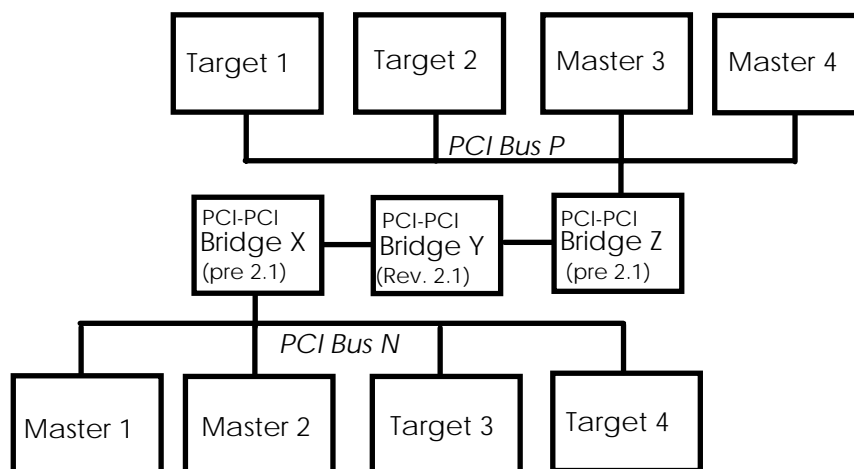 Target 1
Target 2
Master 3
Master 4
PCI Bus P
PCI-PCI
Bridge X
(pre 2.1)
PCI-PCI
Bridge Y
(Rev. 2.1)
PCI-PCI
Bridge Z
(pre 2.1)
PCI Bus N
Master 1
Master 2
Target 3
Target 4